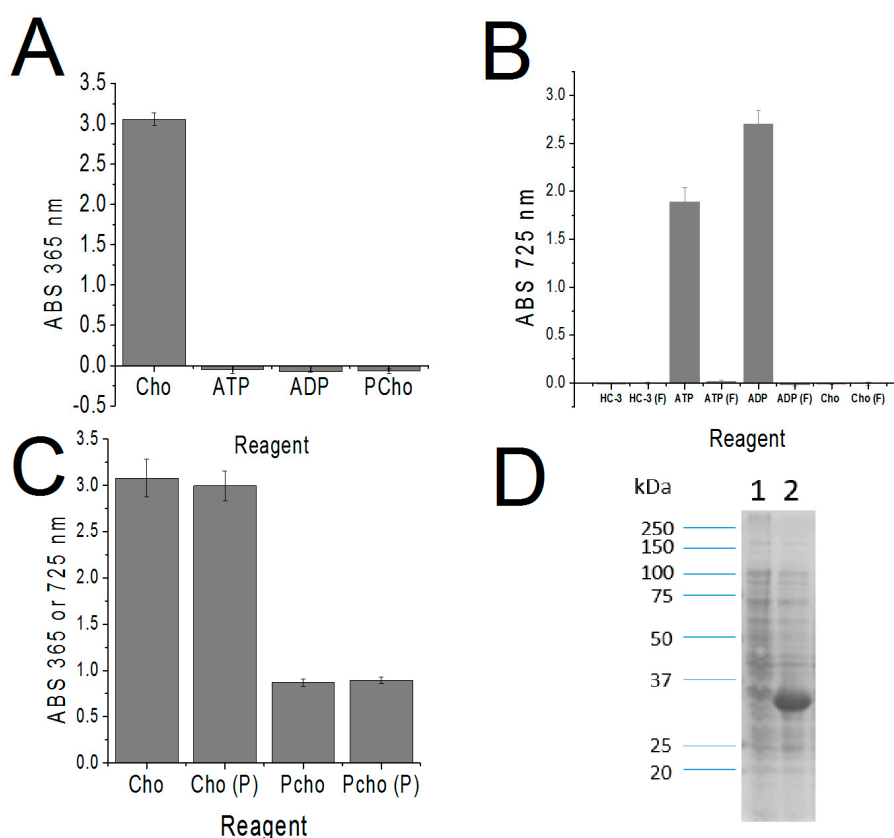 A
ABS 365 nm
3.5
3.0
2.5
2.0
1.5
1.0
0.5
0.0
-0.5
Cho ATP ADP PCho
Reagent
B
ABS 725 nm
3.0
2.5
2.0
1.5
1.0
0.5
0.0
HC-3 HC-3 (F) ATP ATP (F) ADP ADP (F) Cho Cho (F)
Reagent
C
ABS 365 or 725 nm
3.5
3.0
2.5
2.0
1.5
1.0
0.5
0.0
Cho Cho (P) Pcho Pcho (P)
Reagent
D
kDa 1 2
250
150
100
75
50
37
25
20